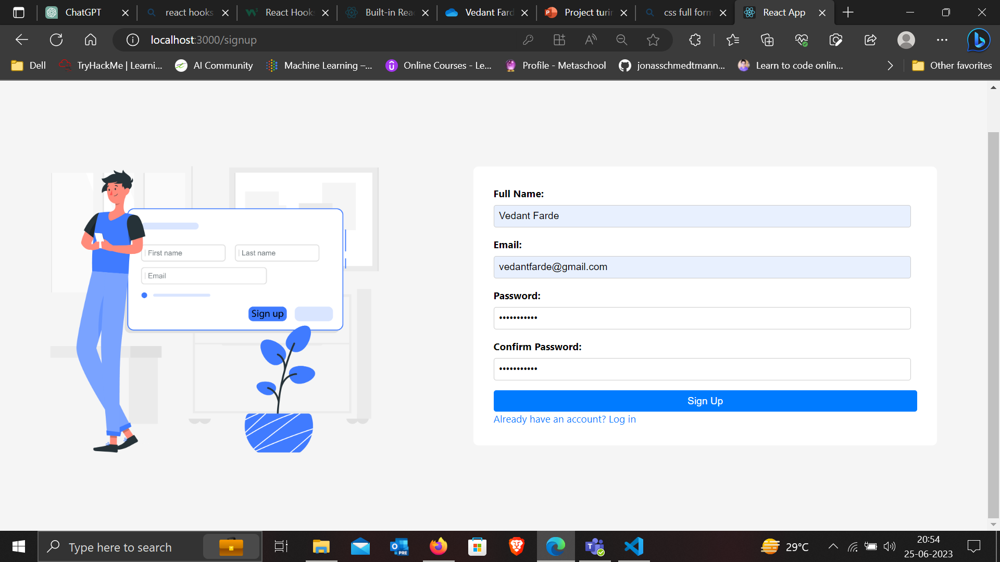 ChatGPT
react hooks
React Hook
Built-in Rea
Vedant Fard
Project turin
css full form
React App
localhost:3000/signup
Dell
TryHackMe | Learni...
AI Community
Machine Learning –...
Online Courses - Le...
Profile - Metaschool
jonasschmedtmann...
Learn to code onlin...
Other favorites
First name
Last name
Email
Sign up
Full Name:
Vedant Farde
Email:
vedantfarde@gmail.com
Password:
•••••••••••
Confirm Password:
•••••••••••
Sign Up
Already have an account? Log in
Type here to search
PRE
29°C
20:54
25-06-2023